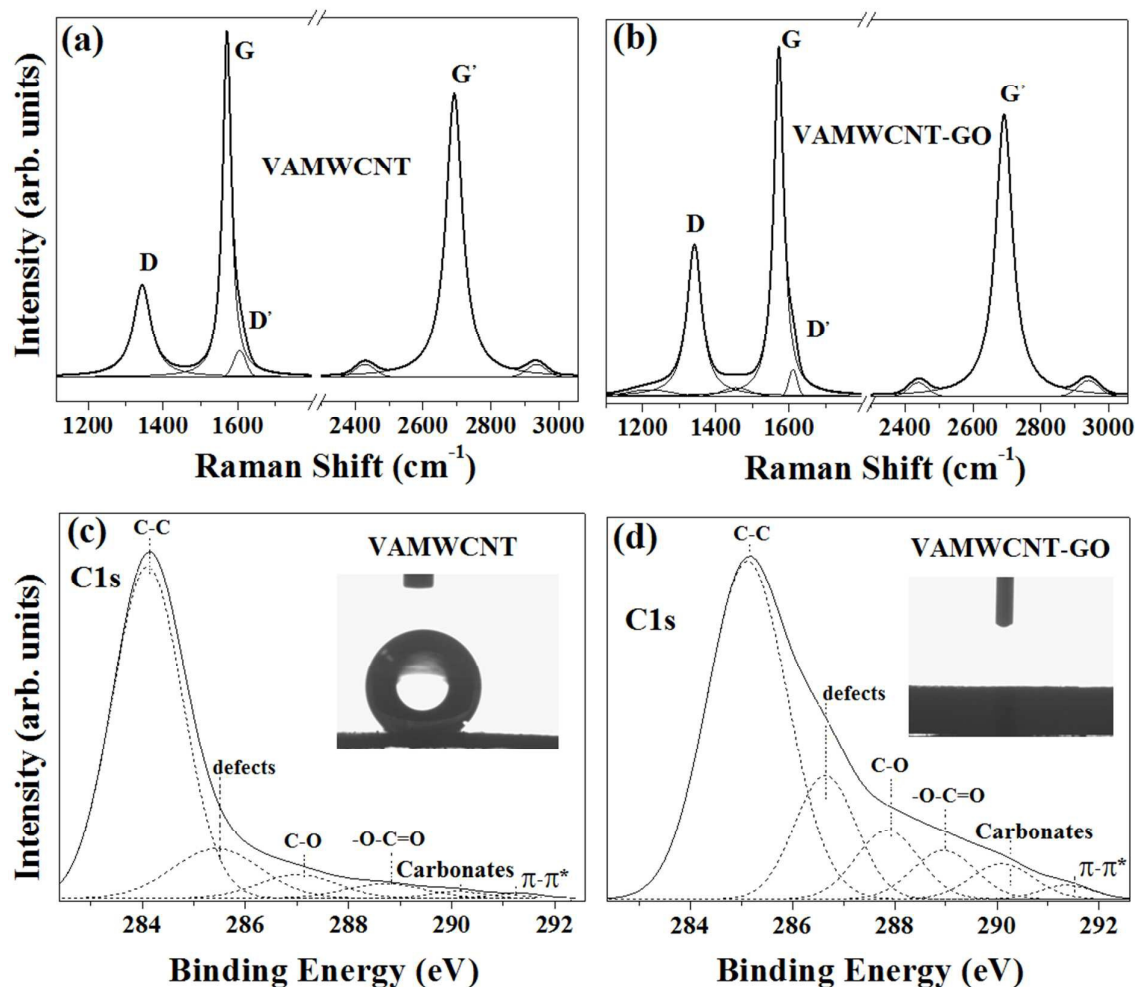 (a)
G
G’
VAMWCNT
D
D’
Intensity (arb. units)
1200 1400 1600 2400 2600 2800 3000
Raman Shift (cm⁻¹)
(b)
G
G’
VAMWCNT-GO
D
D’
1200 1400 1600 2400 2600 2800 3000
Raman Shift (cm⁻¹)
(c)
C-C
VAMWCNT
C1s
defects
C-O
-O-C=O
Carbonates
π-π*
Intensity (arb. units)
284 286 288 290 292
Binding Energy (eV)
(d)
C-C
VAMWCNT-GO
C1s
defects
C-O
-O-C=O
Carbonates
π-π*
284 286 288 290 292
Binding Energy (eV)